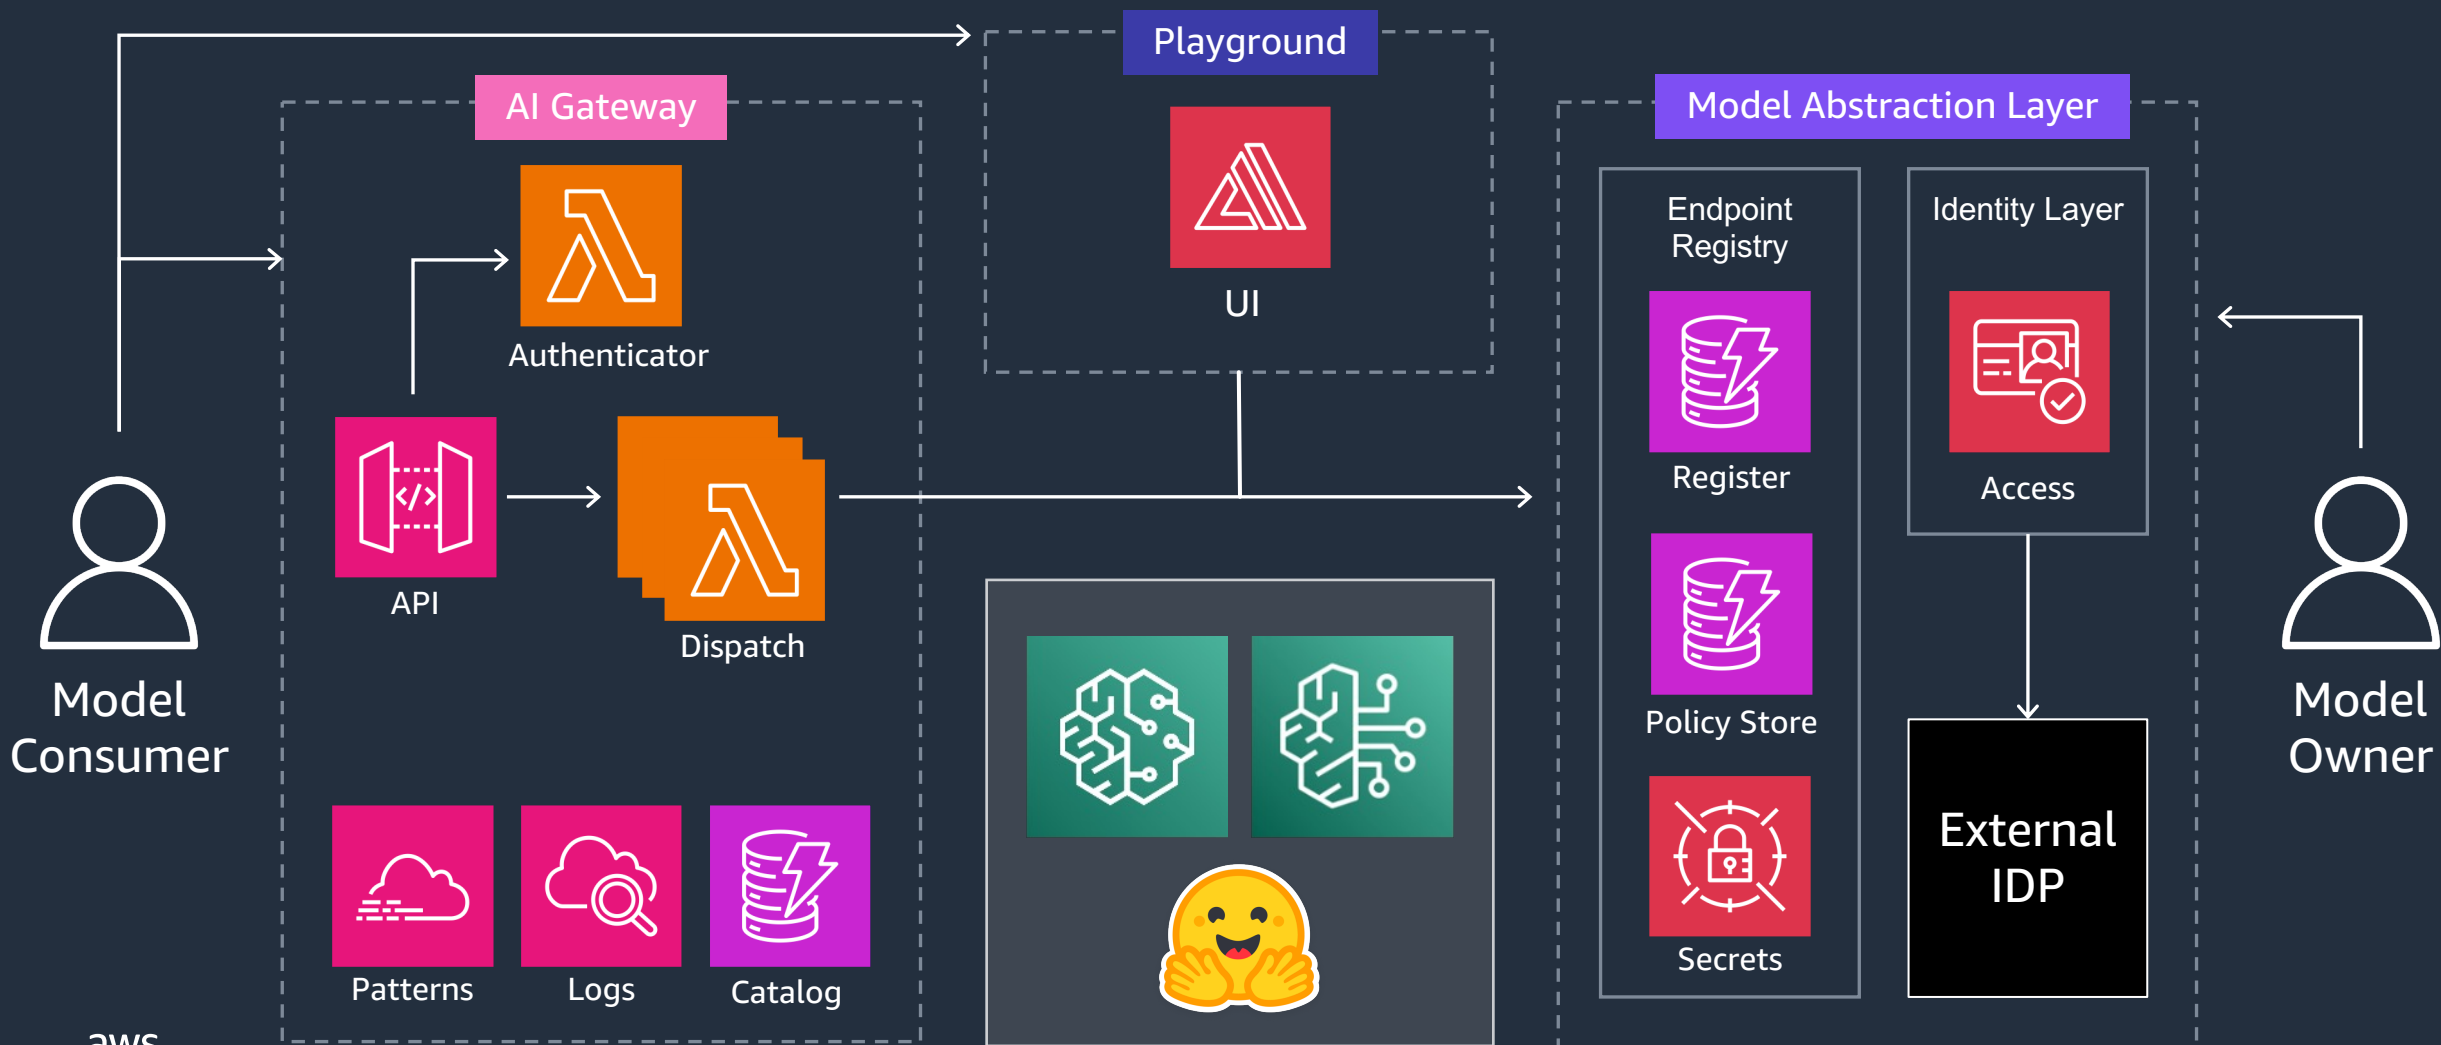 Playground
AI Gateway
Model Abstraction Layer
Endpoint
Registry
Identity Layer
UI
Authenticator
Register
Access
API
Dispatch
Model
Consumer
Policy Store
Model
Owner
External
IDP
Secrets
Patterns
Logs
Catalog
aws